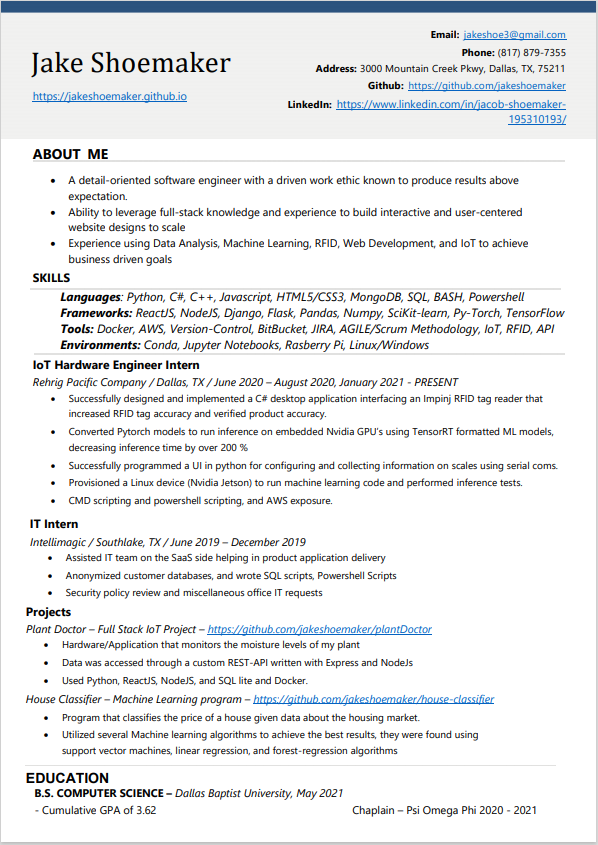 Jake Shoemaker
https://jakeshoemaker.github.io
Email: jakeshoe3@gmail.com
Phone: (817) 879-7355
Address: 3000 Mountain Creek Pkwy, Dallas, TX, 75211
Github: https://github.com/jakeshoemaker
LinkedIn: https://www.linkedin.com/in/jacob-shoemaker-
195310193/
ABOUT ME
• A detail-oriented software engineer with a driven work ethic known to produce results above
expectation.
• Ability to leverage full-stack knowledge and experience to build interactive and user-centered
website designs to scale
• Experience using Data Analysis, Machine Learning, RFID, Web Development, and IoT to achieve
business driven goals
SKILLS
Languages: Python, C#, C++, Javascript, HTML5/CSS3, MongoDB, SQL, BASH, Powershell
Frameworks: ReactJS, NodeJS, Django, Flask, Pandas, Numpy, SciKit-learn, Py-Torch, TensorFlow
Tools: Docker, AWS, Version-Control, BitBucket, JIRA, AGILE/Scrum Methodology, IoT, RFID, API
Environments: Conda, Jupyter Notebooks, Rasberry Pi, Linux/Windows
IoT Hardware Engineer Intern
Rehrig Pacific Company / Dallas, TX / June 2020 – August 2020, January 2021 - PRESENT
• Successfully designed and implemented a C# desktop application interfacing an Impinj RFID tag reader that
increased RFID tag accuracy and verified product accuracy.
• Converted Pytorch models to run inference on embedded Nvidia GPU's using TensorRT formatted ML models,
decreasing inference time by over 200 %
• Successfully programmed a UI in python for configuring and collecting information on scales using serial coms.
• Provisioned a Linux device (Nvidia Jetson) to run machine learning code and performed inference tests.
• CMD scripting and powershell scripting, and AWS exposure.
IT Intern
Intellimagic / Southlake, TX / June 2019 – December 2019
• Assisted IT team on the SaaS side helping in product application delivery
• Anonymized customer databases, and wrote SQL scripts, Powershell Scripts
• Security policy review and miscellaneous office IT requests
Projects
Plant Doctor – Full Stack IoT Project – https://github.com/jakeshoemaker/plantDoctor
• Hardware/Application that monitors the moisture levels of my plant
• Data was accessed through a custom REST-API written with Express and NodeJs
• Used Python, ReactJS, NodeJS, and SQL lite and Docker.
House Classifier – Machine Learning program – https://github.com/jakeshoemaker/house-classifier
• Program that classifies the price of a house given data about the housing market.
• Utilized several Machine learning algorithms to achieve the best results, they were found using
support vector machines, linear regression, and forest-regression algorithms
EDUCATION
B.S. COMPUTER SCIENCE – Dallas Baptist University, May 2021
- Cumulative GPA of 3.62 Chaplain – Psi Omega Phi 2020 - 2021